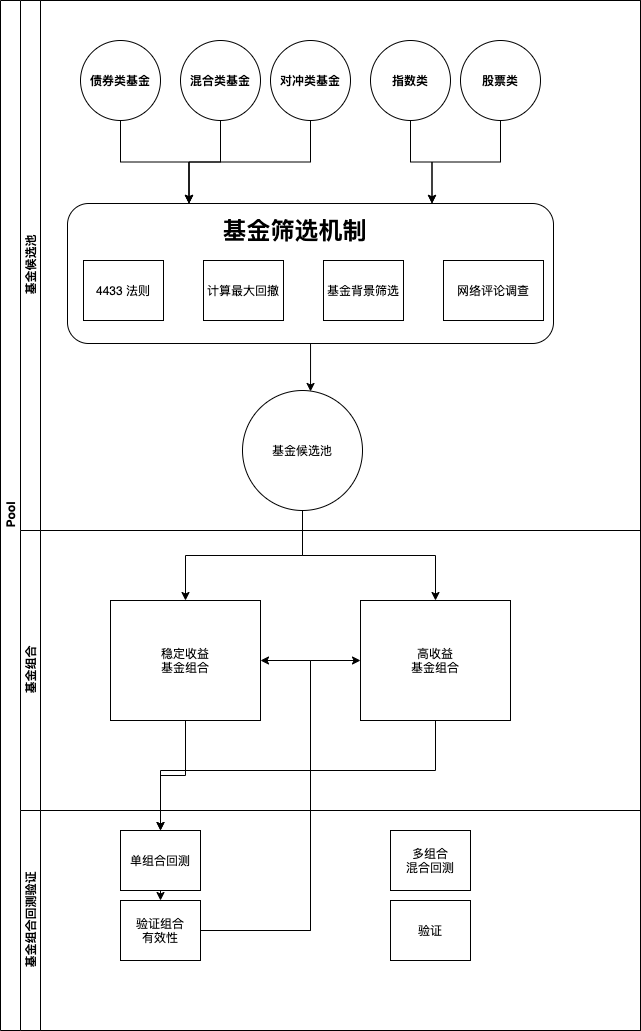 Pool
基金候选池
债券类基金
混合类基金
对冲类基金
指数类
股票类
基金筛选机制
4433 法则
计算最大回撤
基金背景筛选
网络评论调查
基金候选池
基金组合
稳定收益
基金组合
高收益
基金组合
基金组合回测验证
单组合回测
多组合
混合回测
验证组合
有效性
验证